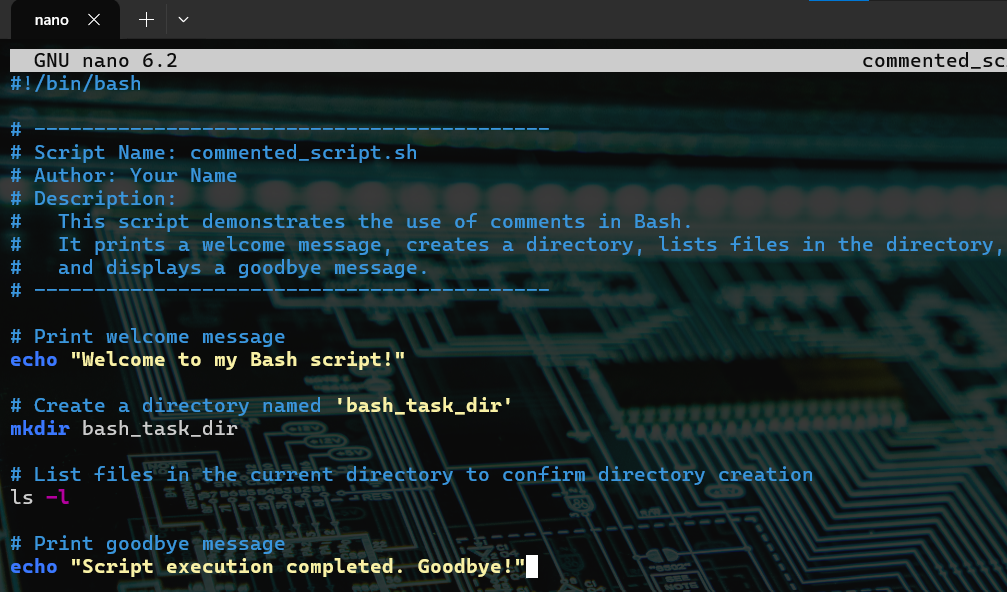 nano
GNU nano 6.2 commented_sc
#!/bin/bash
# -------------------------------------------
# Script Name: commented_script.sh
# Author: Your Name
# Description:
#   This script demonstrates the use of comments in Bash.
#   It prints a welcome message, creates a directory, lists files in the directory,
#   and displays a goodbye message.
# -------------------------------------------
# Print welcome message
echo "Welcome to my Bash script!"
# Create a directory named 'bash_task_dir'
mkdir bash_task_dir
# List files in the current directory to confirm directory creation
ls -l
# Print goodbye message
echo "Script execution completed. Goodbye!"